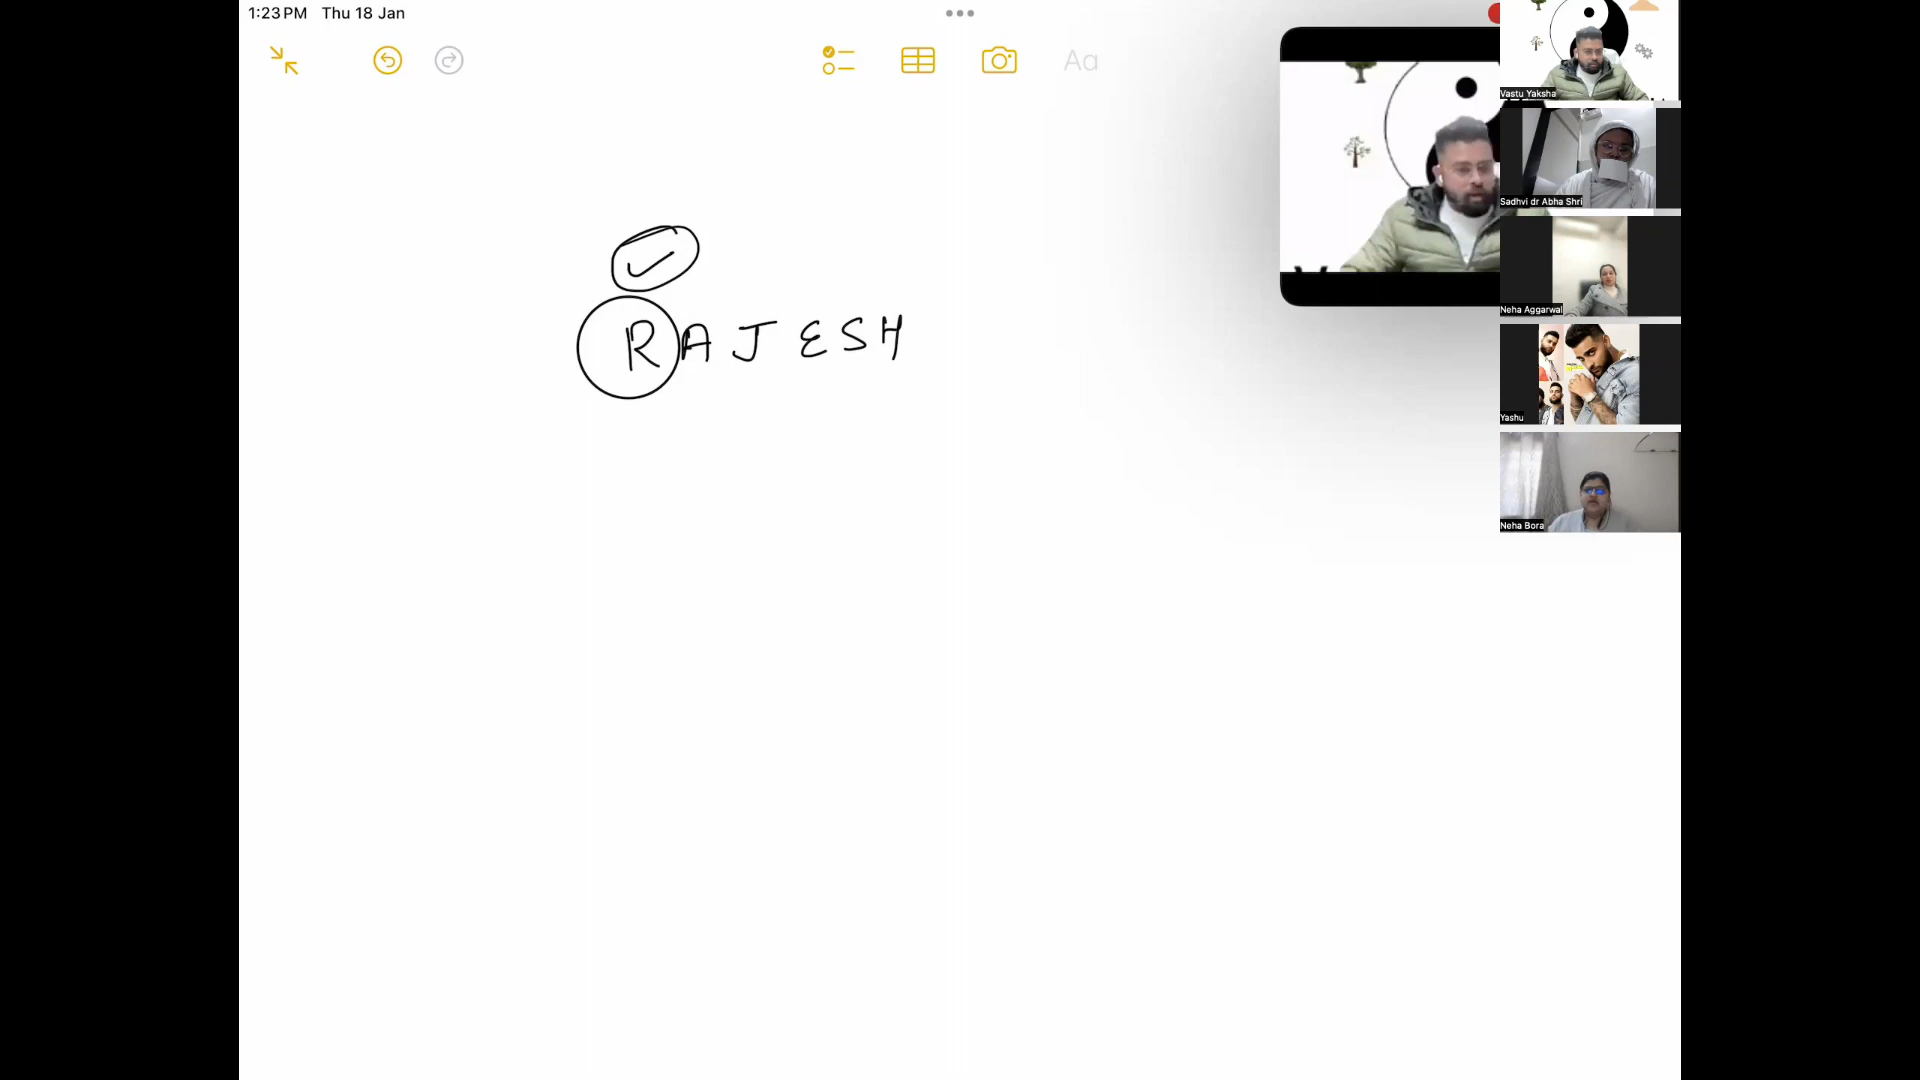 1:23 PM Thu 18 Jan
Aa
RAJESH
Vastu Yaksha
Sadhvi dr Abha Shri
Neha Aggarwal
Yashu
Neha Bora